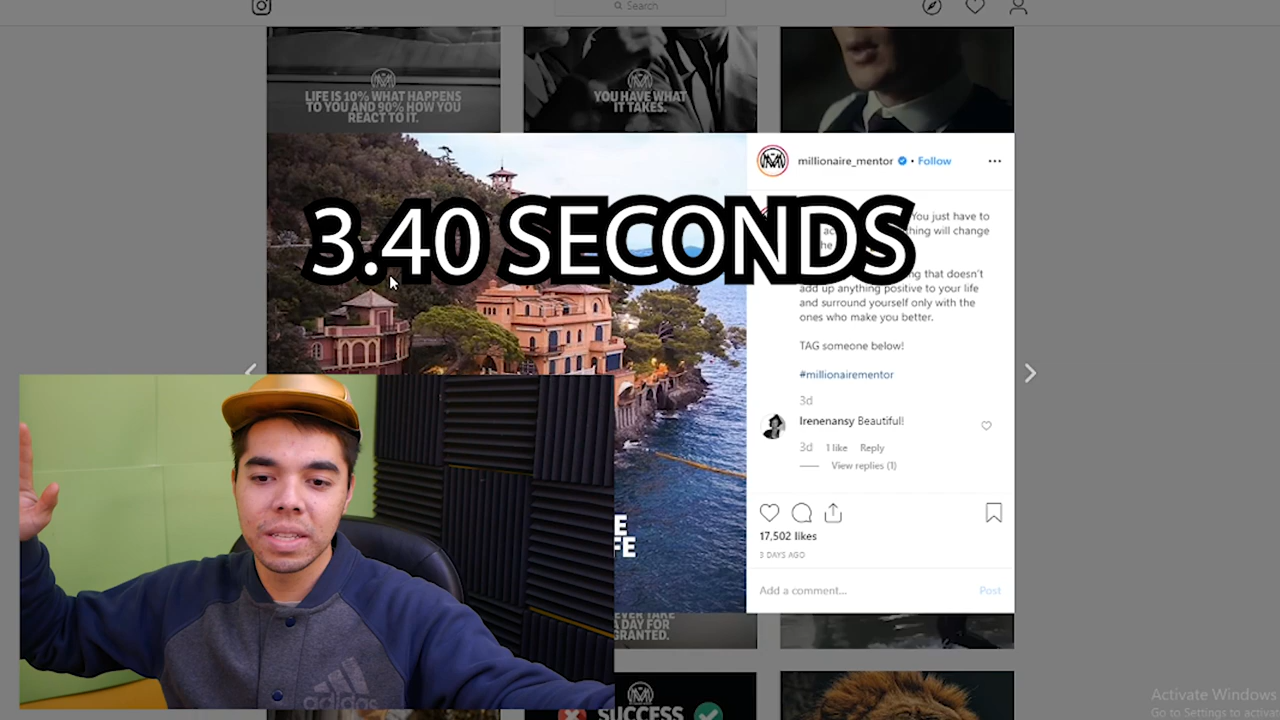 Search
LIFE IS 10% WHAT HAPPENS
TO YOU AND 90% HOW YOU
REACT TO IT.
YOU HAVE WHAT
IT TAKES.
millionaire_mentor • Follow
3.40 SECONDS
You just have to
hing will change
he
ng that doesn't
add up anything positive to your life
and surround yourself only with the
ones who make you better.
TAG someone below!
#millionairementor
3d
Irenenansy Beautiful!
3d 1 like Reply
View replies (1)
17,502 likes
3 DAYS AGO
Add a comment... Post
E
FE
EVER TAKE
A DAY FOR
GRANTED.
SUCCESS
adidas
Activate Windows
Go to Settings to activa